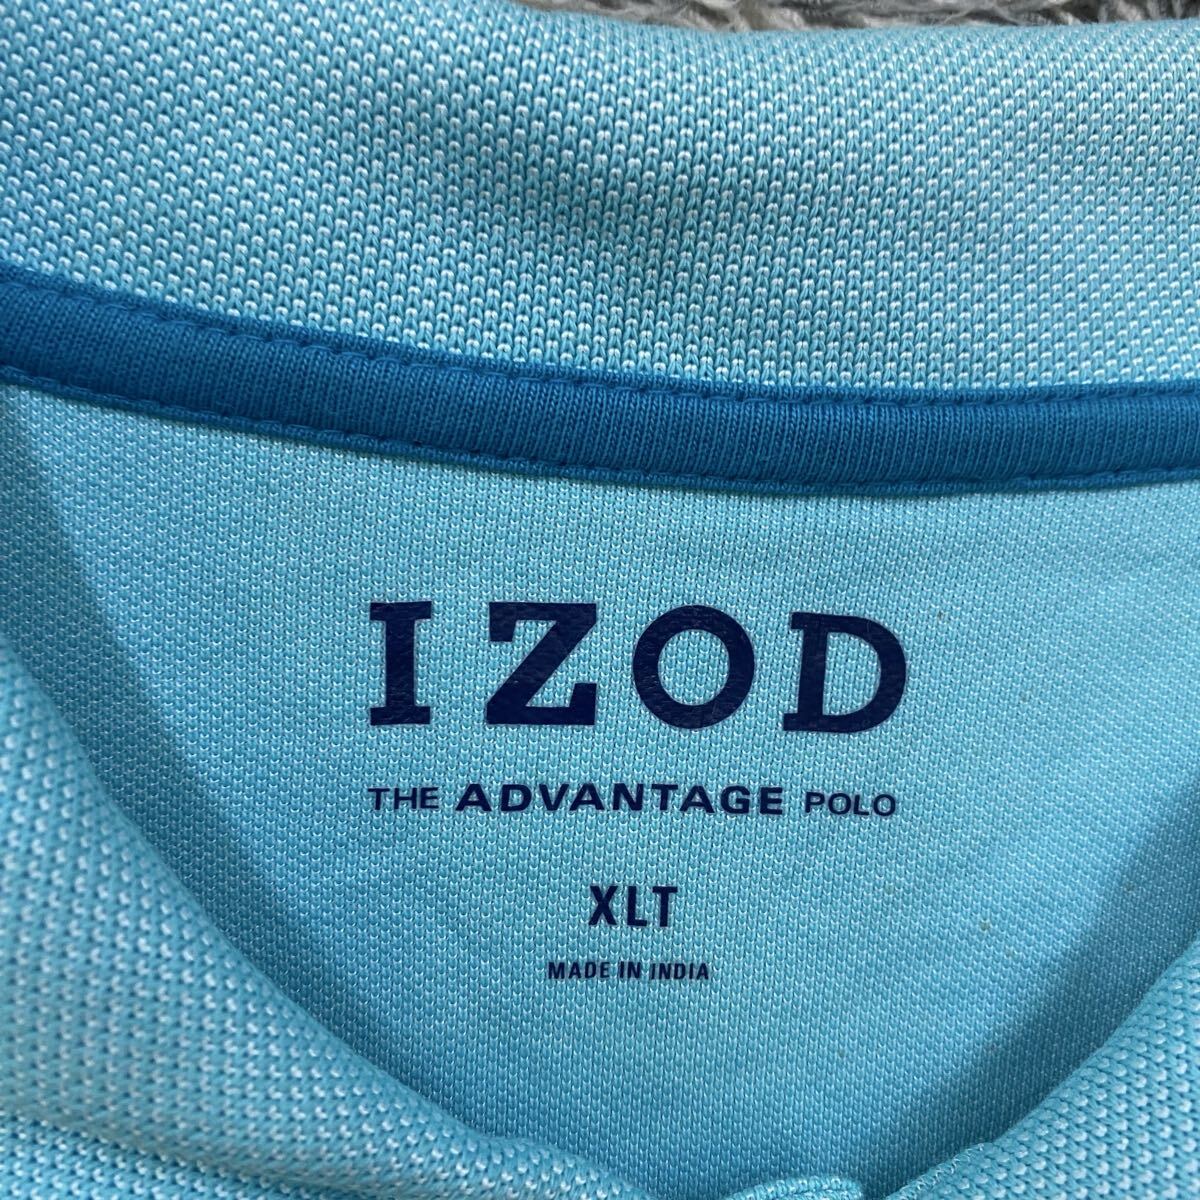 IZOD
THE ADVANTAGE POLO
XLT
MADE IN INDIA